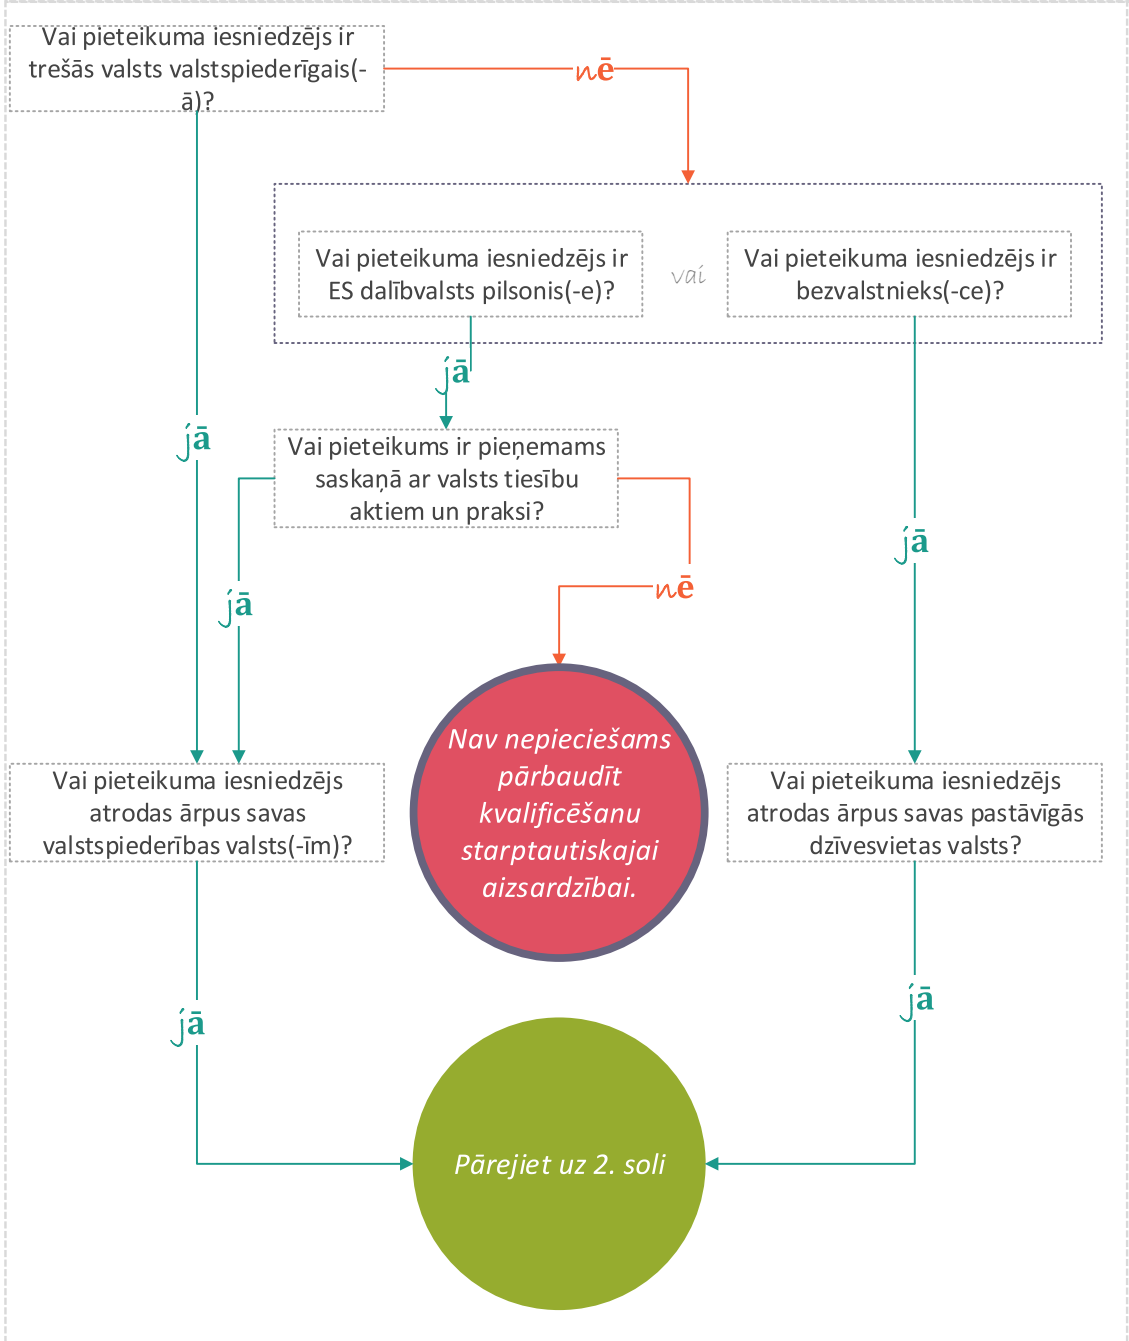 Vai pieteikuma iesniedzējs ir
trešās valsts valstspiederīgais(-
ā)?
nē
Vai pieteikuma iesniedzējs ir
ES dalībvalsts pilsonis(-e)?
vai
Vai pieteikuma iesniedzējs ir
bezvalstnieks(-ce)?
jā
jā
Vai pieteikums ir pieņemams
saskaņā ar valsts tiesību
aktiem un praksi?
jā
jā
nē
Nav nepieciešams
pārbaudīt
kvalificēšanu
starptautiskajai
aizsardzībai.
Vai pieteikuma iesniedzējs
atrodas ārpus savas
valstspiederības valsts(-īm)?
Vai pieteikuma iesniedzējs
atrodas ārpus savas pastāvīgās
dzīvesvietas valsts?
jā
jā
Pārejiet uz 2. soli